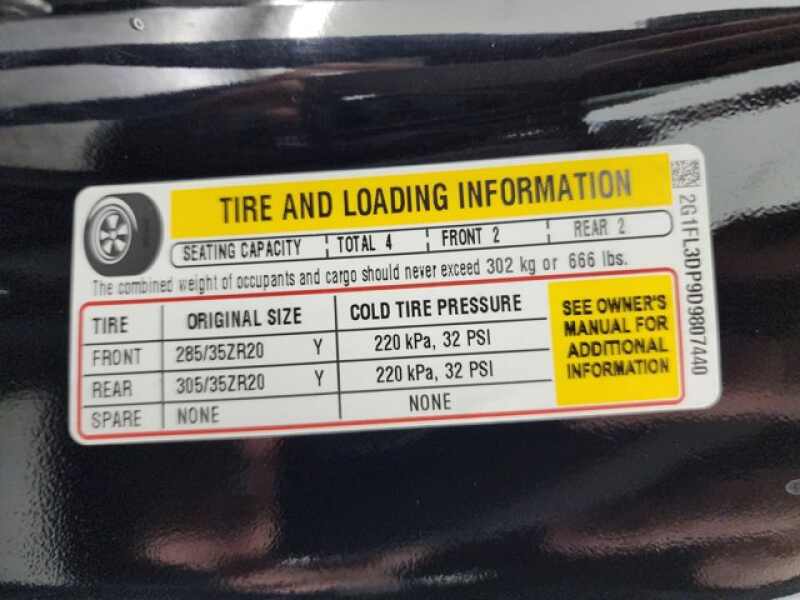 TIRE AND LOADING INFORMATION
SEATING CAPACITY | TOTAL 4 | FRONT 2 | REAR 2
The combined weight of occupants and cargo should never exceed 302 kg or 666 lbs.
TIRE ORIGINAL SIZE COLD TIRE PRESSURE
FRONT 285/35ZR20 Y 220 kPa, 32 PSI
REAR 305/35ZR20 Y 220 kPa, 32 PSI
SPARE NONE NONE
SEE OWNER'S
MANUAL FOR
ADDITIONAL
INFORMATION
2G1FL3DP9D9807440